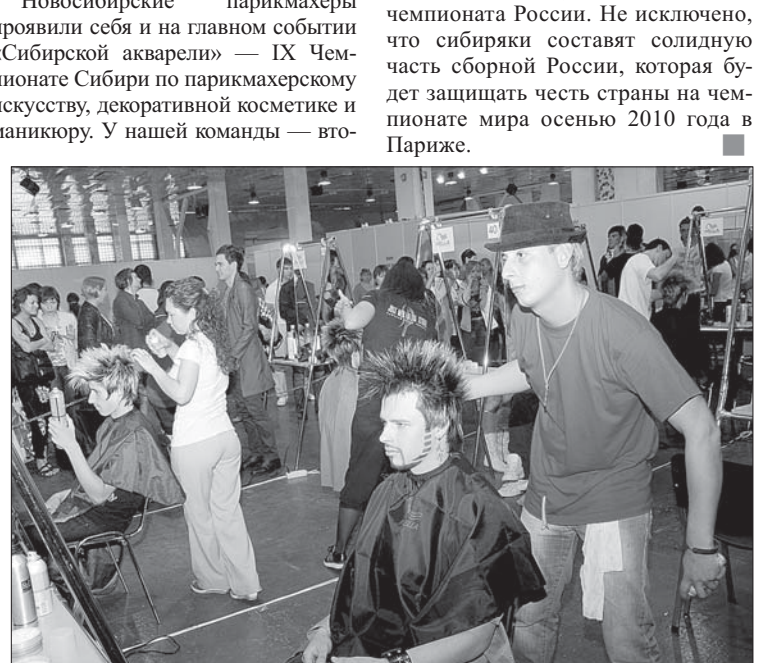 Новосибирские парикмахеры
проявили себя и на главном событии
«Сибирской акварели» — IX Чем-
пионате Сибири по парикмахерскому
искусству, декоративной косметике и
маникюру. У нашей команды — вто-
чемпионата России. Не исключено,
что сибиряки составят солидную
часть сборной России, которая бу-
дет защищать честь страны на чем-
пионате мира осенью 2010 года в
Париже.
40